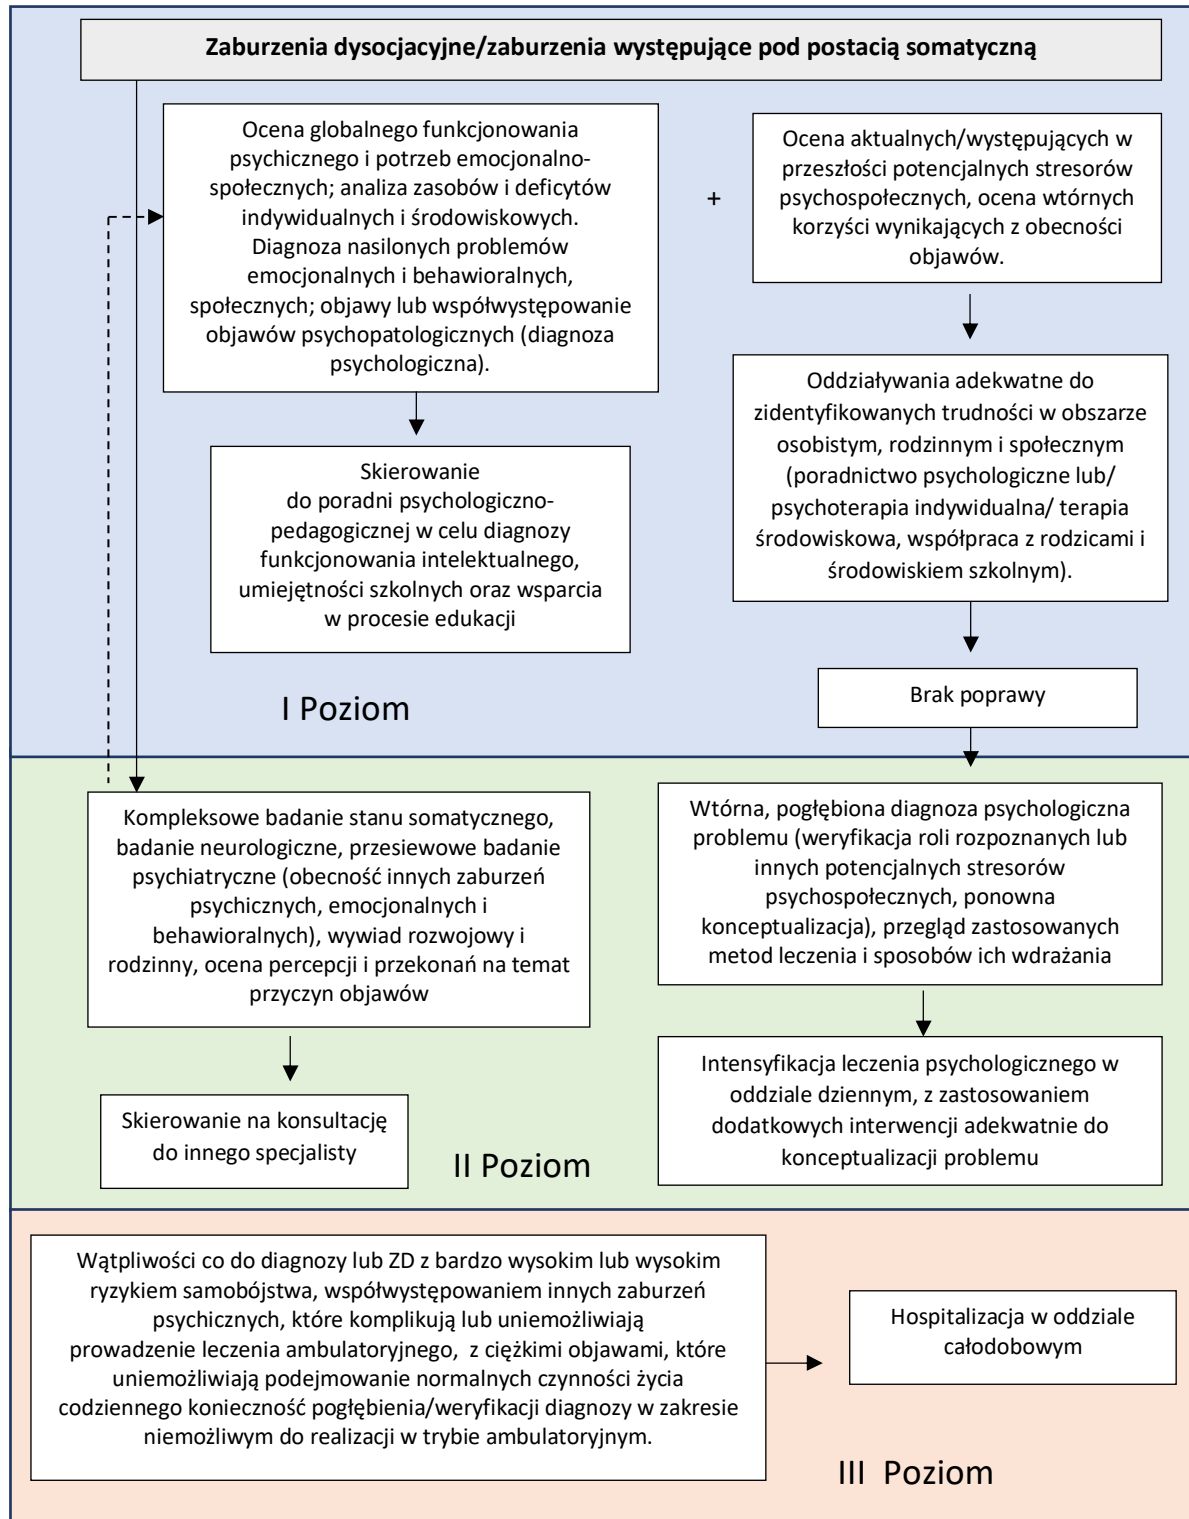 Zaburzenia dysocjacyjne/zaburzenia występujące pod postacią somatyczną
Ocena globalnego funkcjonowania
psychicznego i potrzeb emocjonalno-
społecznych; analiza zasobów i deficytów
indywidualnych i środowiskowych.
Diagnoza nasilonych problemów
emocjonalnych i behawioralnych,
społecznych; objawy lub współwystępowanie
objawów psychopatologicznych (diagnoza
psychologiczna).
+
Ocena aktualnych/występujących w
przeszłości potencjalnych stresorów
psychospołecznych, ocena wtórnych
korzyści wynikających z obecności
objawów.
Skierowanie
do poradni psychologiczno-
pedagogicznej w celu diagnozy
funkcjonowania intelektualnego,
umiejętności szkolnych oraz wsparcia
w procesie edukacji
Oddziaływania adekwatne do
zidentyfikowanych trudności w obszarze
osobistym, rodzinnym i społecznym
(poradnictwo psychologiczne lub/
psychoterapia indywidualna/ terapia
środowiskowa, współpraca z rodzicami i
środowiskiem szkolnym).
Brak poprawy
I Poziom
Kompleksowe badanie stanu somatycznego,
badanie neurologiczne, przesiewowe badanie
psychiatryczne (obecność innych zaburzeń
psychicznych, emocjonalnych i
behawioralnych), wywiad rozwojowy i
rodzinny, ocena percepcji i przekonań na temat
przyczyn objawów
Wtórna, pogłębiona diagnoza psychologiczna
problemu (weryfikacja roli rozpoznanych lub
innych potencjalnych stresorów
psychospołecznych, ponowna
konceptualizacja), przegląd zastosowanych
metod leczenia i sposobów ich wdrażania
Skierowanie na konsultację
do innego specjalisty
Intensyfikacja leczenia psychologicznego w
oddziale dziennym, z zastosowaniem
dodatkowych interwencji adekwatnie do
konceptualizacji problemu
II Poziom
Wątpliwości co do diagnozy lub ZD z bardzo wysokim lub wysokim
ryzykiem samobójstwa, współwystępowaniem innych zaburzeń
psychicznych, które komplikują lub uniemożliwiają
prowadzenie leczenia ambulatoryjnego,  z ciężkimi objawami, które
uniemożliwiają podejmowanie normalnych czynności życia
codziennego konieczność pogłębienia/weryfikacji diagnozy w zakresie
niemożliwym do realizacji w trybie ambulatoryjnym.
Hospitalizacja w oddziale
całodobowym
III  Poziom